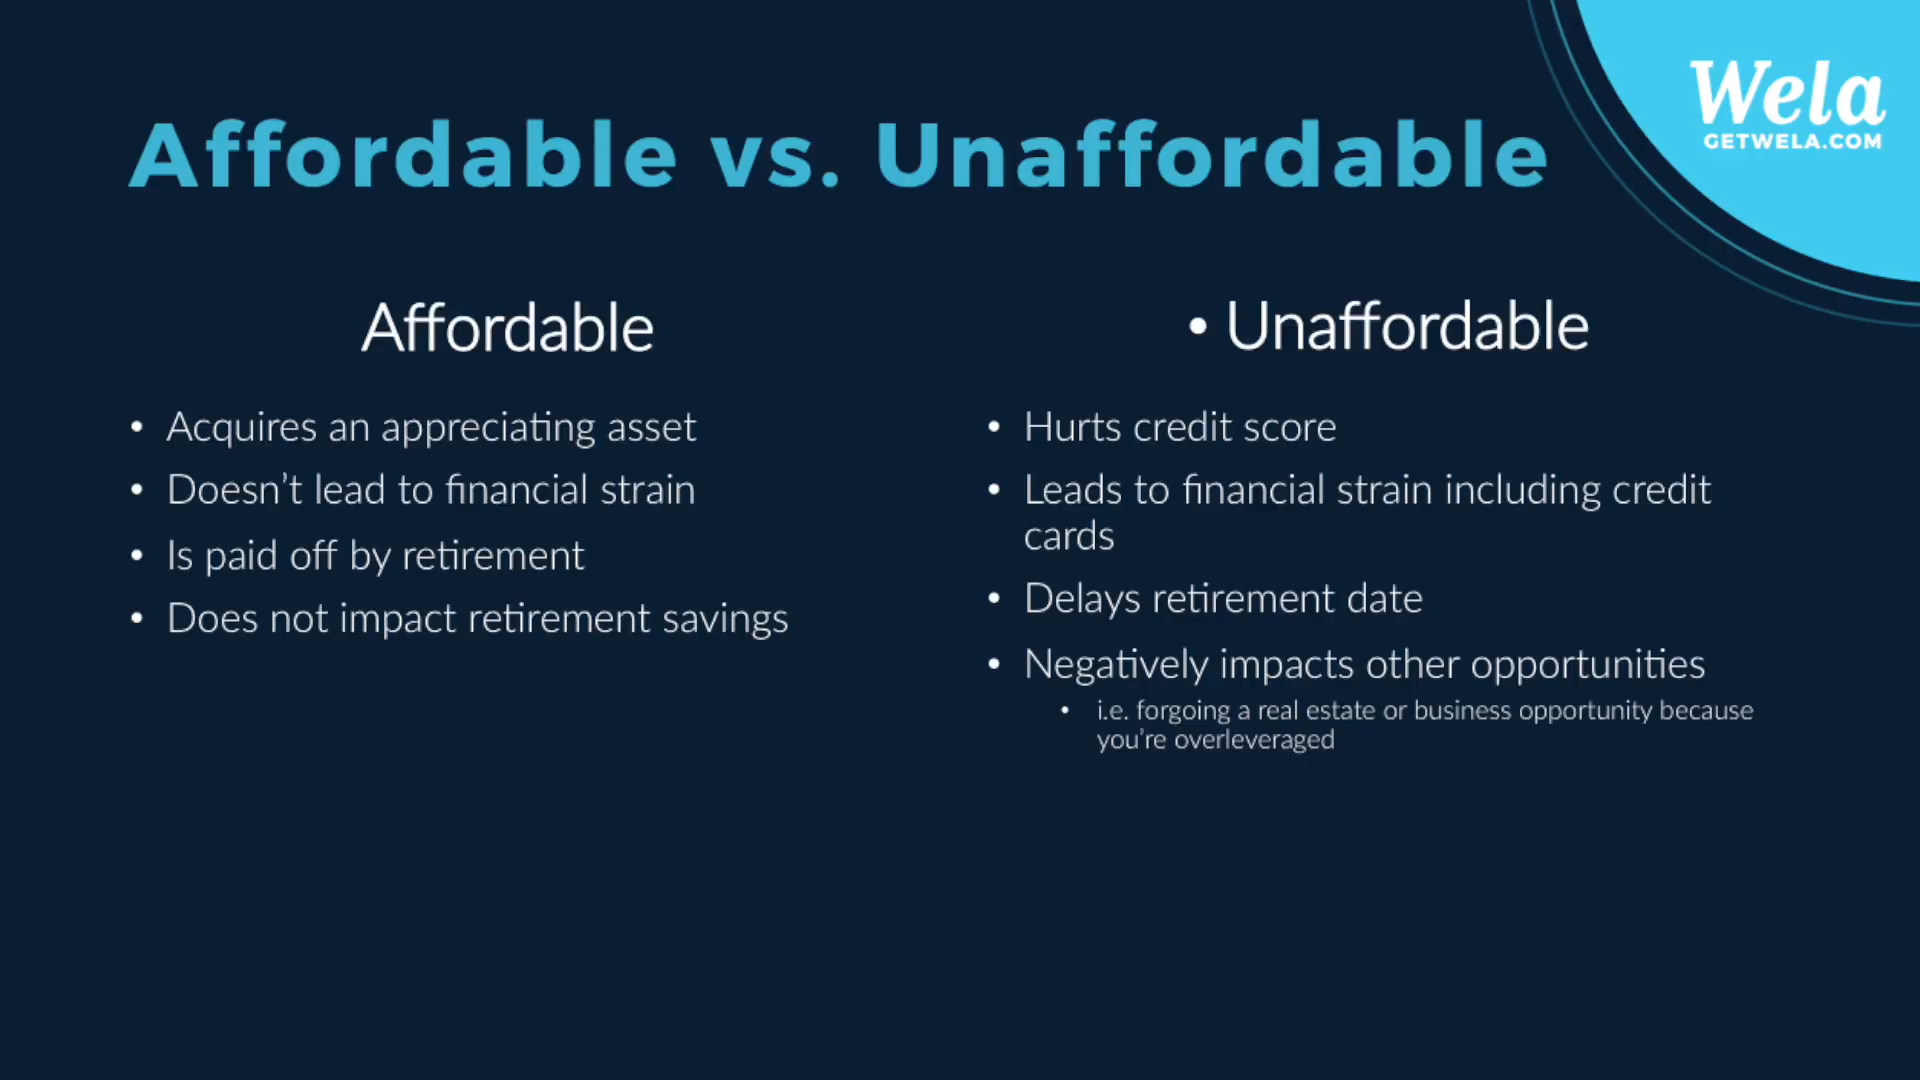 Wela
GETWELA.COM
Affordable vs. Unaffordable
Affordable
• Acquires an appreciating asset
• Doesn’t lead to financial strain
• Is paid off by retirement
• Does not impact retirement savings
• Unaffordable
• Hurts credit score
• Leads to financial strain including credit
cards
• Delays retirement date
• Negatively impacts other opportunities
• i.e. forgoing a real estate or business opportunity because
you’re overleveraged